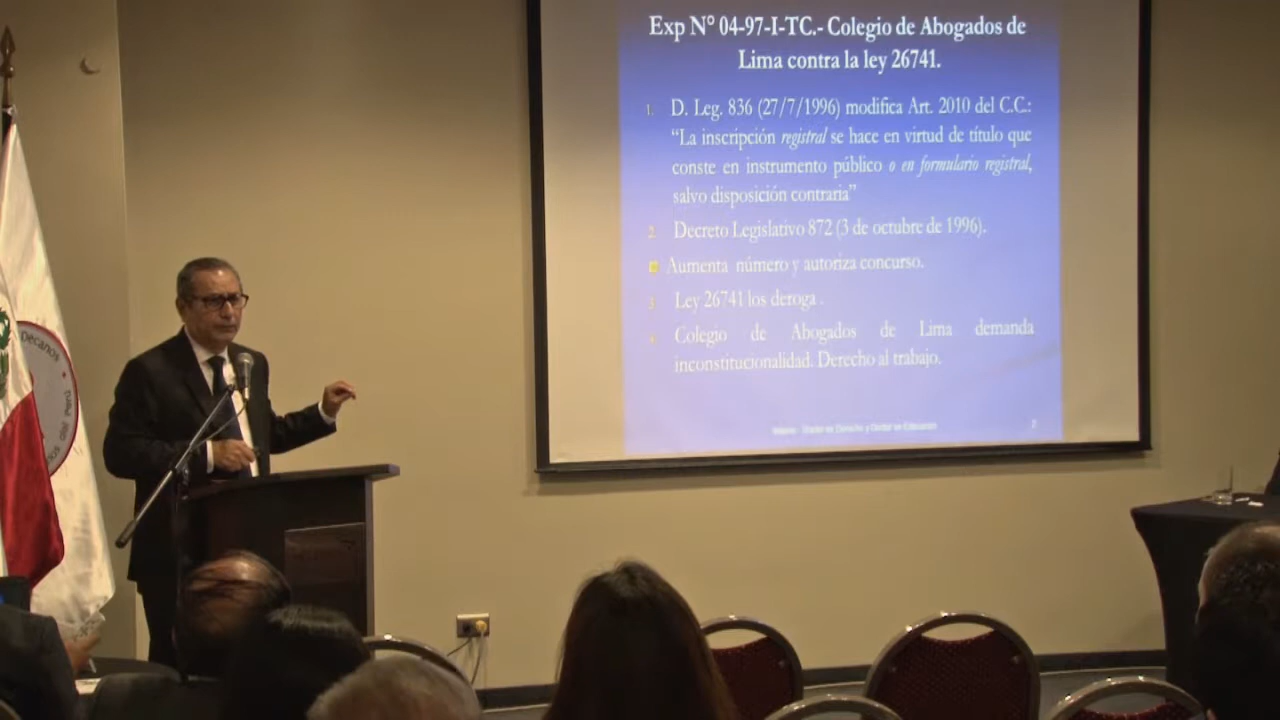 Exp N° 04-97-I-TC.- Colegio de Abogados de
Lima contra la ley 26741.
1. D. Leg. 836 (27/7/1996) modifica Art. 2010 del C.C.:
“La inscripción registral se hace en virtud de título que
conste en instrumento público o en formulario registral,
salvo disposición contraria”
2. Decreto Legislativo 872 (3 de octubre de 1996).
Aumenta número y autoriza concurso.
3. Ley 26741 los deroga .
Colegio de Abogados de Lima demanda
inconstitucionalidad. Derecho al trabajo.
Decanos
del Perú